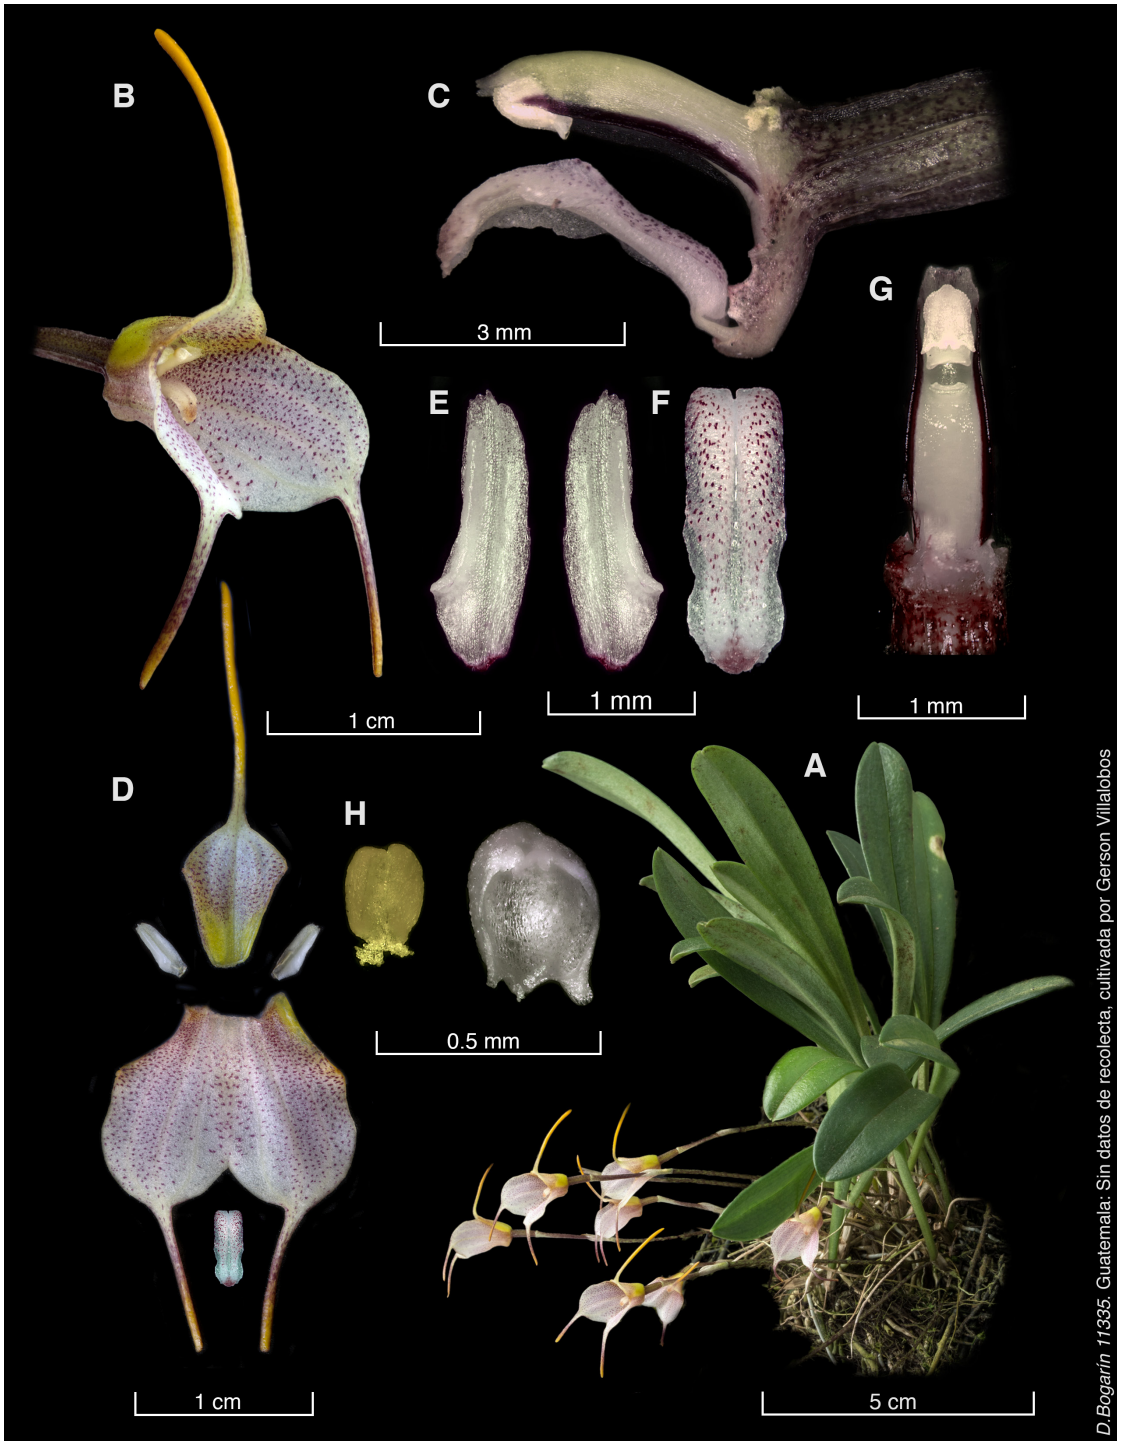 B
C
3 mm
G
E
F
1 cm
1 mm
1 mm
D
H
A
0.5 mm
1 cm
5 cm
D.Bogarín 11335. Guatemala: Sin datos de recolecta, cultivada por Gerson Villalobos